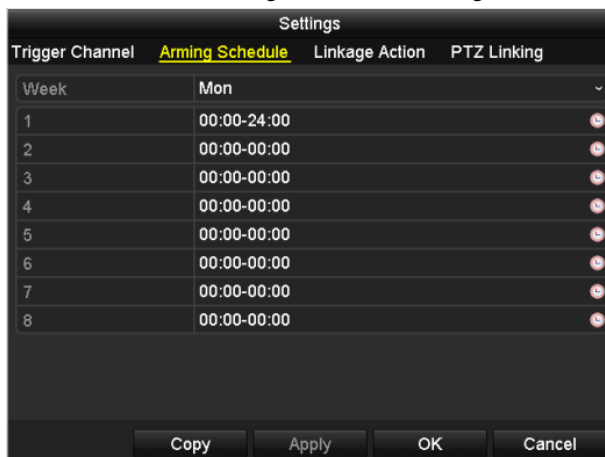 Settings
Trigger Channel Arming Schedule Linkage Action PTZ Linking
Week Mon
1 00:00-24:00
2 00:00-00:00
3 00:00-00:00
4 00:00-00:00
5 00:00-00:00
6 00:00-00:00
7 00:00-00:00
8 00:00-00:00
Copy Apply OK Cancel